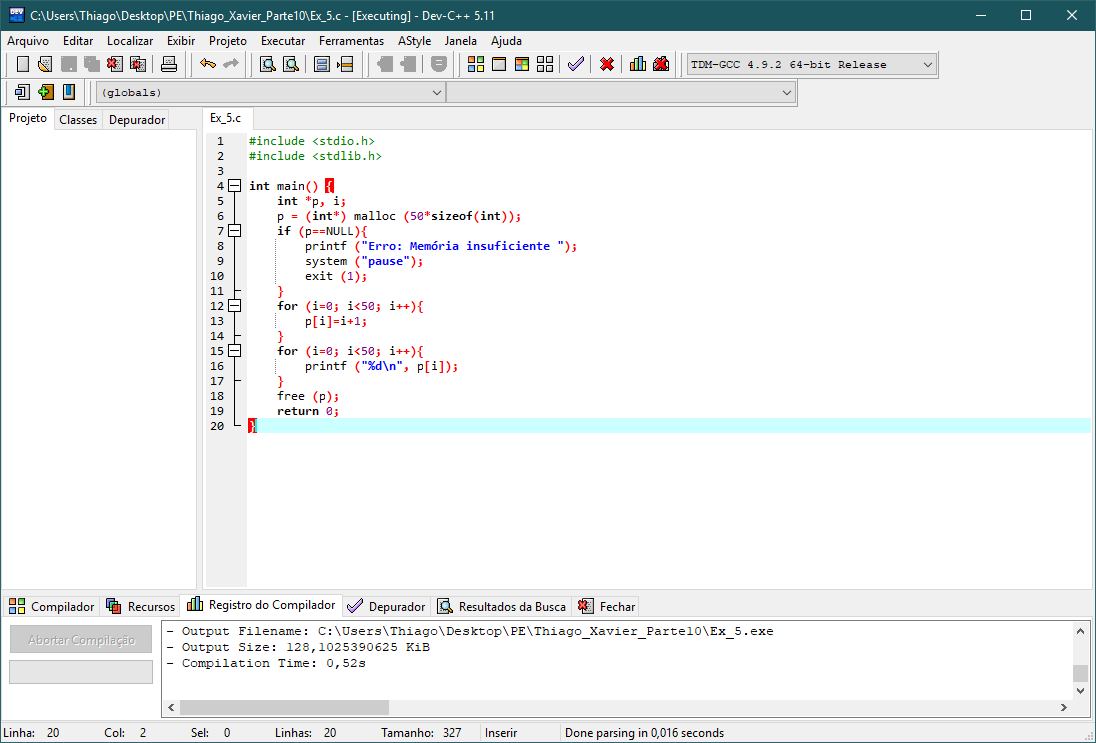 C:\Users\Thiago\Desktop\PE\Thiago_Xavier_Parte10\Ex_5.c - [Executing] - Dev-C++ 5.11
Arquivo Editar Localizar Exibir Projeto Executar Ferramentas AStyle Janela Ajuda
TDM-GCC 4.9.2 64-bit Release
(globals)
Projeto Classes Depurador Ex_5.c
1 #include <stdio.h>
2 #include <stdlib.h>
3
4 int main() {
5 int *p, i;
6 p = (int*) malloc (50*sizeof(int));
7 if (p==NULL){
8 printf ("Erro: Memória insuficiente ");
9 system ("pause");
10 exit (1);
11 }
12 for (i=0; i<50; i++){
13 p[i]=i+1;
14 }
15 for (i=0; i<50; i++){
16 printf ("%d\n", p[i]);
17 }
18 free (p);
19 return 0;
20 }
Compilador Recursos Registro do Compilador Depurador Resultados da Busca Fechar
Abortar Compilação
- Output Filename: C:\Users\Thiago\Desktop\PE\Thiago_Xavier_Parte10\Ex_5.exe
- Output Size: 128,1025390625 KiB
- Compilation Time: 0,52s
Linha: 20 Col: 2 Sel: 0 Linhas: 20 Tamanho: 327 Inserir Done parsing in 0,016 seconds